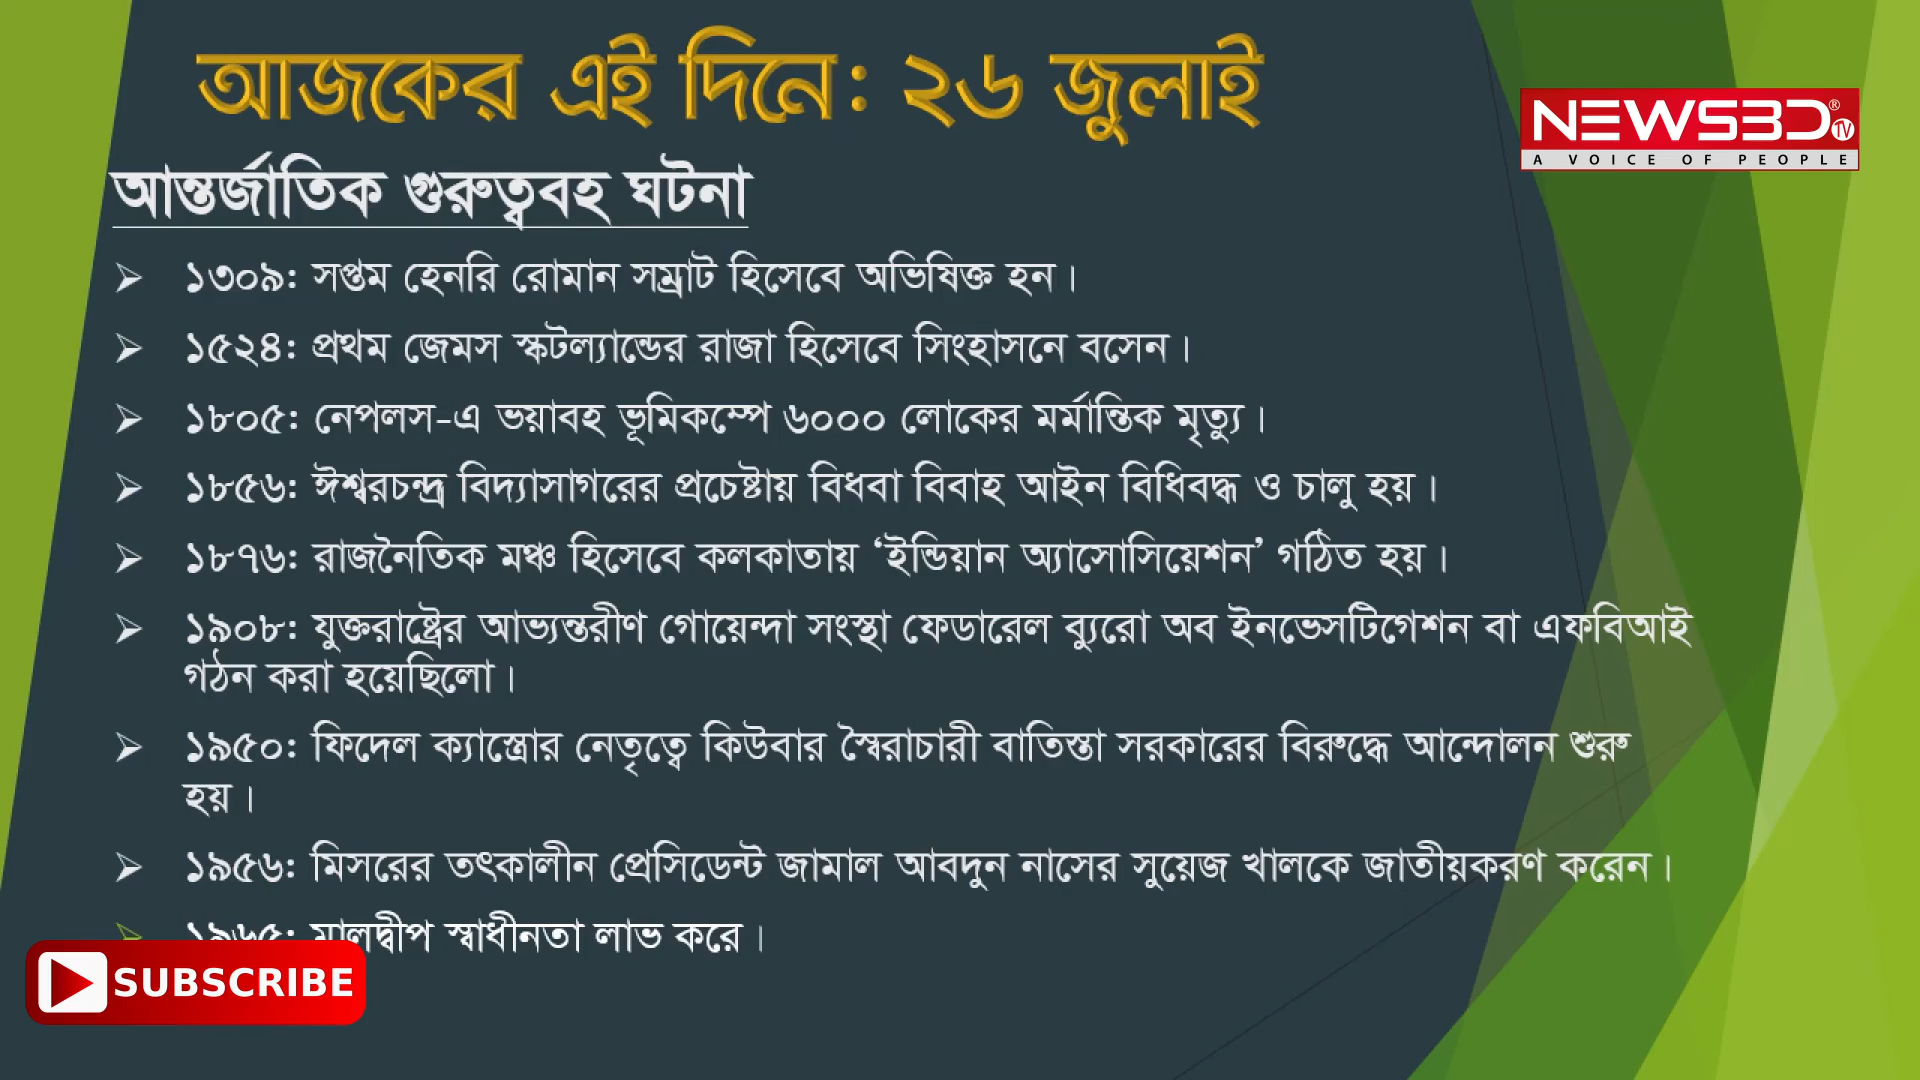 আজকের এই দিনে: ২৬ জুলাই
NEWSBD® TV
A VOICE OF PEOPLE
আন্তর্জাতিক গুরুত্ববহ ঘটনা
➢ ১৩০৯: সপ্তম হেনরি রোমান সম্রাট হিসেবে অভিষিক্ত হন।
➢ ১৫২৪: প্রথম জেমস স্কটল্যান্ডের রাজা হিসেবে সিংহাসনে বসেন।
➢ ১৮০৫: নেপলস-এ ভয়াবহ ভূমিকম্পে ৬০০০ লোকের মর্মান্তিক মৃত্যু।
➢ ১৮৫৬: ঈশ্বরচন্দ্র বিদ্যাসাগরের প্রচেষ্টায় বিধবা বিবাহ আইন বিধিবদ্ধ ও চালু হয়।
➢ ১৮৭৬: রাজনৈতিক মঞ্চ হিসেবে কলকাতায় ‘ইন্ডিয়ান অ্যাসোসিয়েশন’ গঠিত হয়।
➢ ১৯০৮: যুক্তরাষ্ট্রের আভ্যন্তরীণ গোয়েন্দা সংস্থা ফেডারেল ব্যুরো অব ইনভেসটিগেশন বা এফবিআই
গঠন করা হয়েছিলো।
➢ ১৯৫০: ফিদেল ক্যাস্ত্রোর নেতৃত্বে কিউবার স্বৈরাচারী বাতিস্তা সরকারের বিরুদ্ধে আন্দোলন শুরু
হয়।
➢ ১৯৫৬: মিসরের তৎকালীন প্রেসিডেন্ট জামাল আবদুন নাসের সুয়েজ খালকে জাতীয়করণ করেন।
➢ ১৯৬৫: মালদ্বীপ স্বাধীনতা লাভ করে।
SUBSCRIBE